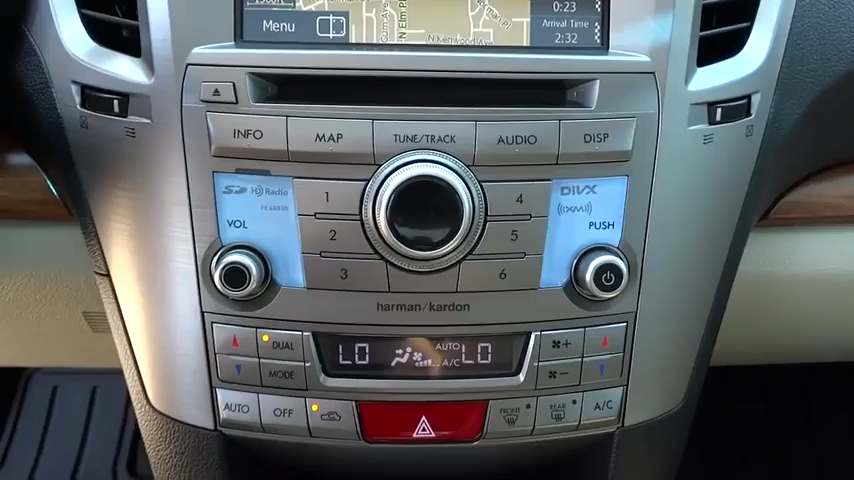 0:23
Menu
N ELM
N Kenwood Ave
Arrival Time
2:32
INFO MAP TUNE/TRACK AUDIO DISP
SD HD Radio
VOL
1
2
3
4
5
6
DIVX
((XM))
PUSH
harman/kardon
DUAL
MODE
LO AUTO A/C LO
AUTO OFF FRONT REAR A/C